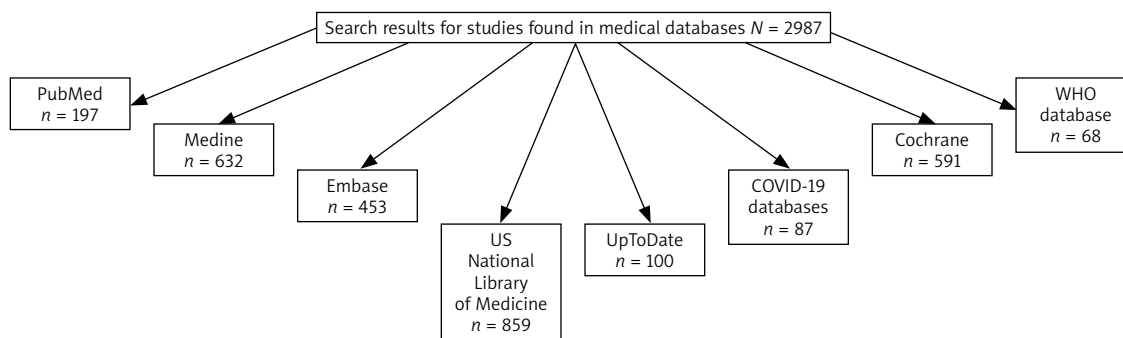 Search results for studies found in medical databases N = 2987
PubMed
n = 197
Medine
n = 632
Embase
n = 453
US
National
Library
of Medicine
n = 859
UpToDate
n = 100
COVID-19
databases
n = 87
Cochrane
n = 591
WHO
database
n = 68